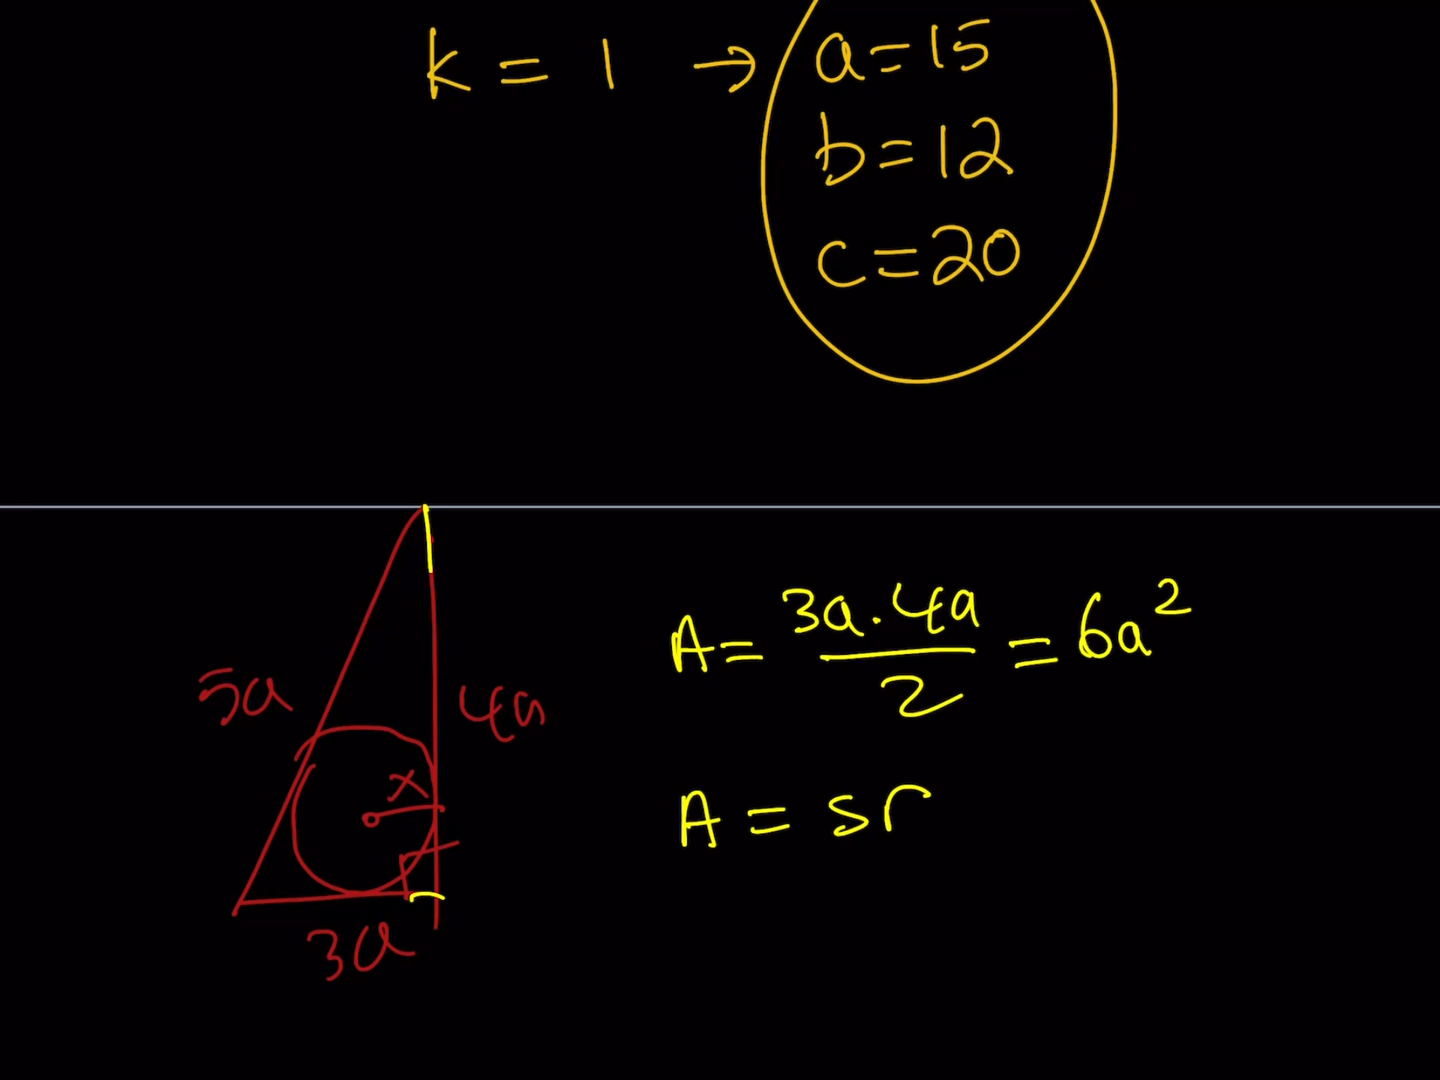 k = 1 → a=15
b=12
c=20
5a
4a
x
3a
A = 3a.4a/2 = 6a²
A = sr